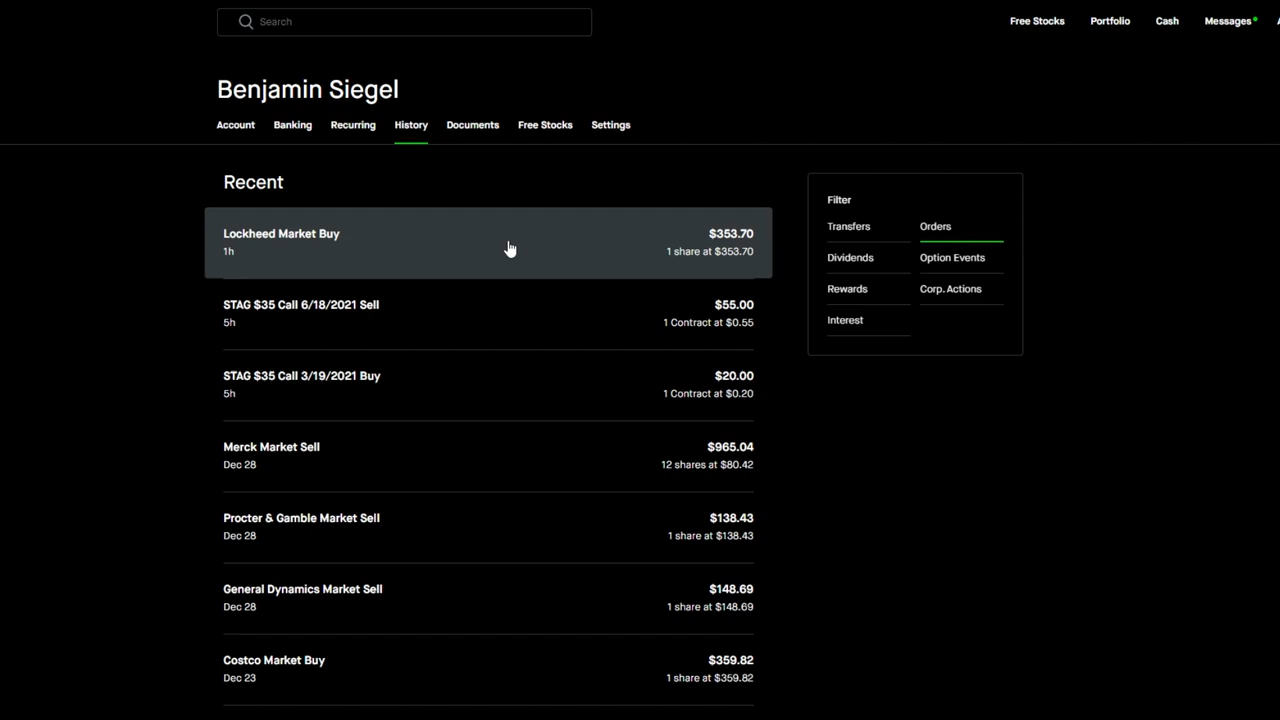 Search
Free Stocks Portfolio Cash Messages
Benjamin Siegel
Account Banking Recurring History Documents Free Stocks Settings
Recent
Lockheed Market Buy $353.70
1h 1 share at $353.70
STAG $35 Call 6/18/2021 Sell $55.00
5h 1 Contract at $0.55
STAG $35 Call 3/19/2021 Buy $20.00
5h 1 Contract at $0.20
Merck Market Sell $965.04
Dec 28 12 shares at $80.42
Procter & Gamble Market Sell $138.43
Dec 28 1 share at $138.43
General Dynamics Market Sell $148.69
Dec 28 1 share at $148.69
Costco Market Buy $359.82
Dec 23 1 share at $359.82
Filter
Transfers Orders
Dividends Option Events
Rewards Corp. Actions
Interest